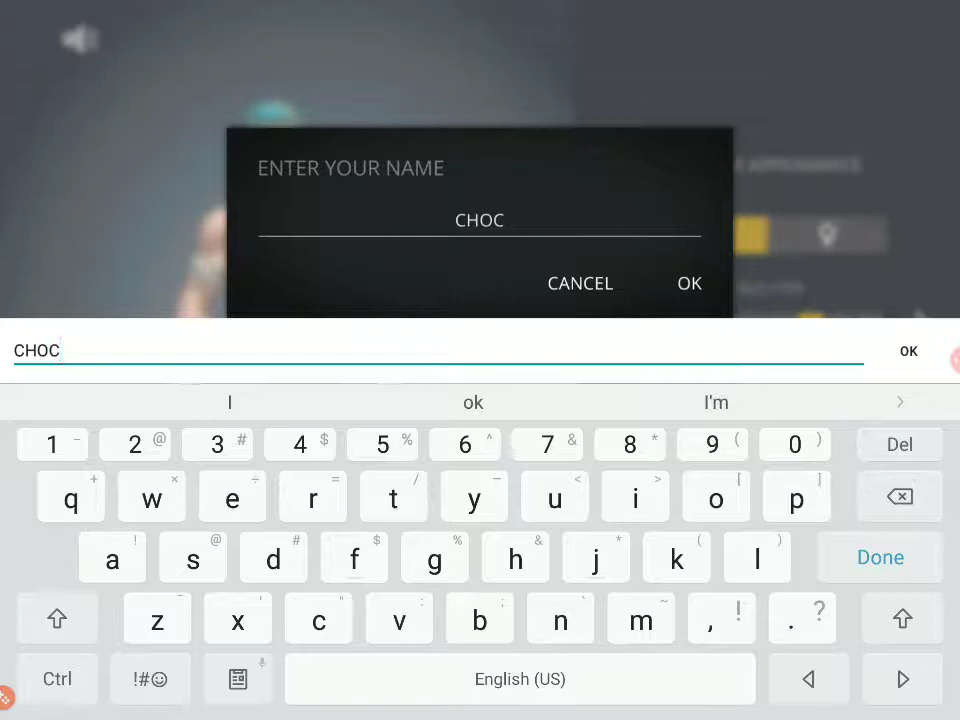 ENTER YOUR NAME
CHOC
CANCEL OK
CHOC OK
I ok I'm
1 - 2 @ 3 # 4 $ 5 % 6 ^ 7 & 8 * 9 ( 0 ) Del
q + w × e ÷ r = t / y − u < i > o [ p ]
a ! s @ d # f $ g % h & j * k ( l ) Done
z x ' c " v : b ; n m ~ , ! . ?
Ctrl !#☺ English (US)